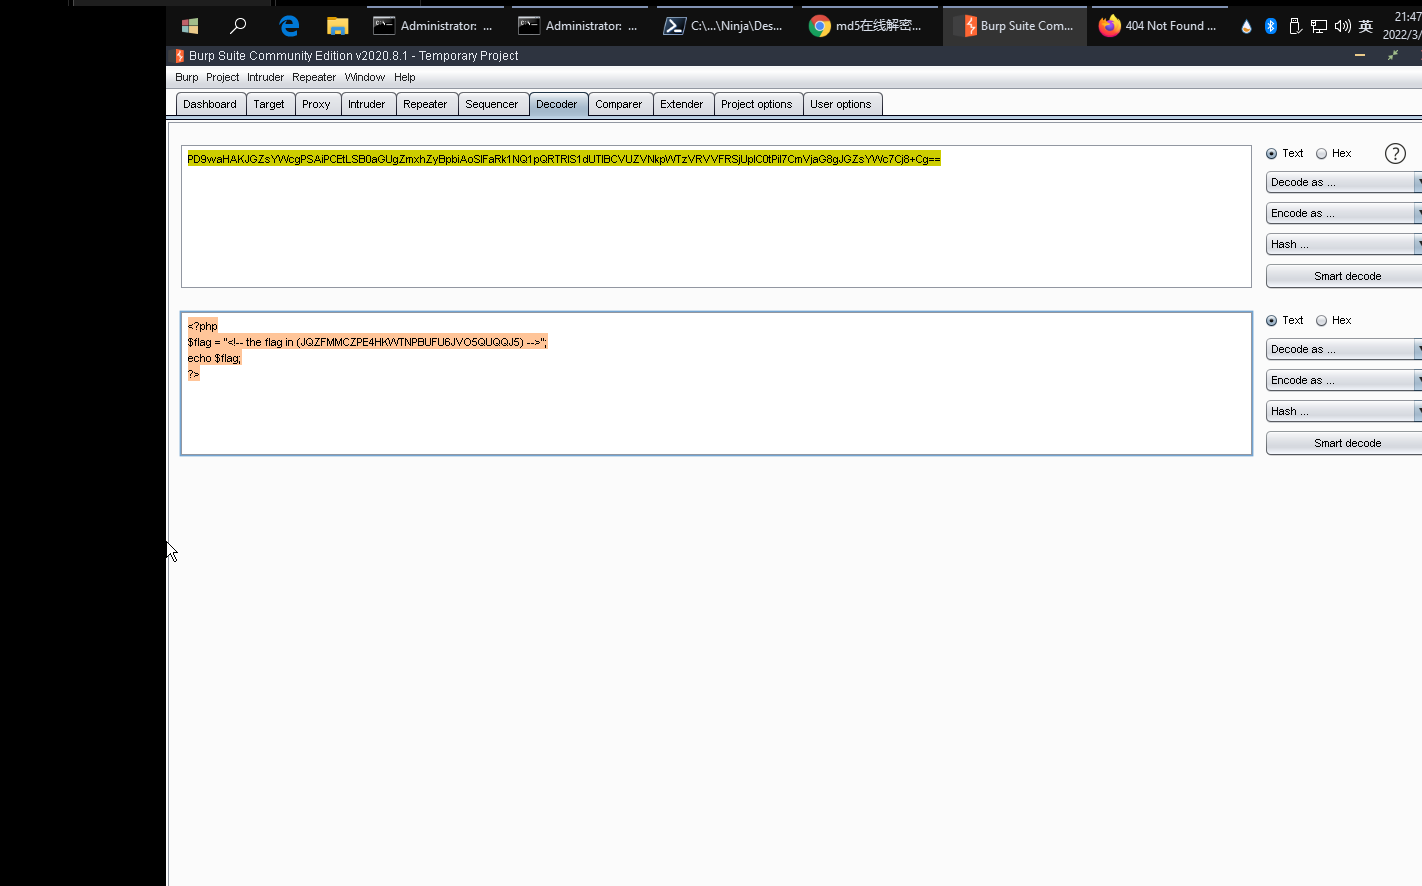 Administrator: ...
Administrator: ...
C:\...\Ninja\Des...
md5在线解密...
Burp Suite Com...
404 Not Found ...
英
21:47
2022/3/
Burp Suite Community Edition v2020.8.1 - Temporary Project
Burp Project Intruder Repeater Window Help
Dashboard Target Proxy Intruder Repeater Sequencer Decoder Comparer Extender Project options User options
Text Hex ?
Decode as ...
Encode as ...
Hash ...
Smart decode
<?php
$flag = "<!-- the flag in (JQZFMMCZPE4HKWTNPBUFU6JVO5QUQQJ5) -->";
echo $flag;
?>
Text Hex
Decode as ...
Encode as ...
Hash ...
Smart decode